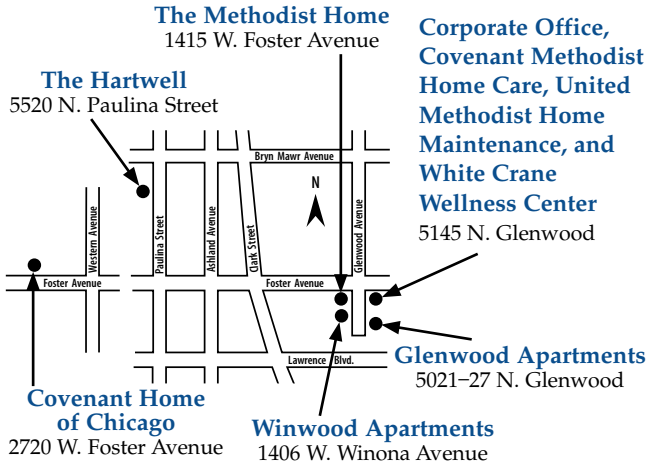 The Methodist Home
1415 W. Foster Avenue
Corporate Office,
Covenant Methodist
Home Care, United
Methodist Home
Maintenance, and
White Crane
Wellness Center
5145 N. Glenwood
The Hartwell
5520 N. Paulina Street
Bryn Mawr Avenue
N
Western Avenue
Paulina Street
Ashland Avenue
Clark Street
Glenwood Avenue
Foster Avenue
Foster Avenue
Lawrence Blvd.
Glenwood Apartments
5021–27 N. Glenwood
Covenant Home
of Chicago
2720 W. Foster Avenue
Winwood Apartments
1406 W. Winona Avenue